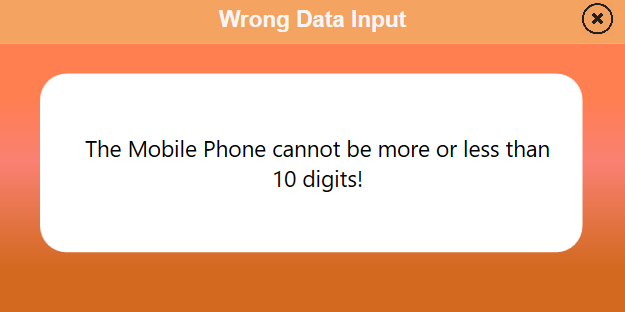 Wrong Data Input
The Mobile Phone cannot be more or less than
10 digits!